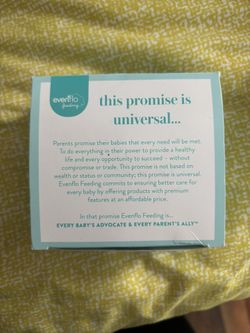 evenflo
feeding
this promise is
universal...
Parents promise their babies that every need will be met.
To do everything in their power to provide a healthy
life and every opportunity to succeed – without
compromise or trade. This promise is not based on
wealth or status or community; this promise is universal.
Evenflo Feeding commits to ensuring better care for
every baby by offering products with premium
features at an affordable price.
In that promise Evenflo Feeding is...
EVERY BABY'S ADVOCATE & EVERY PARENT'S ALLY™